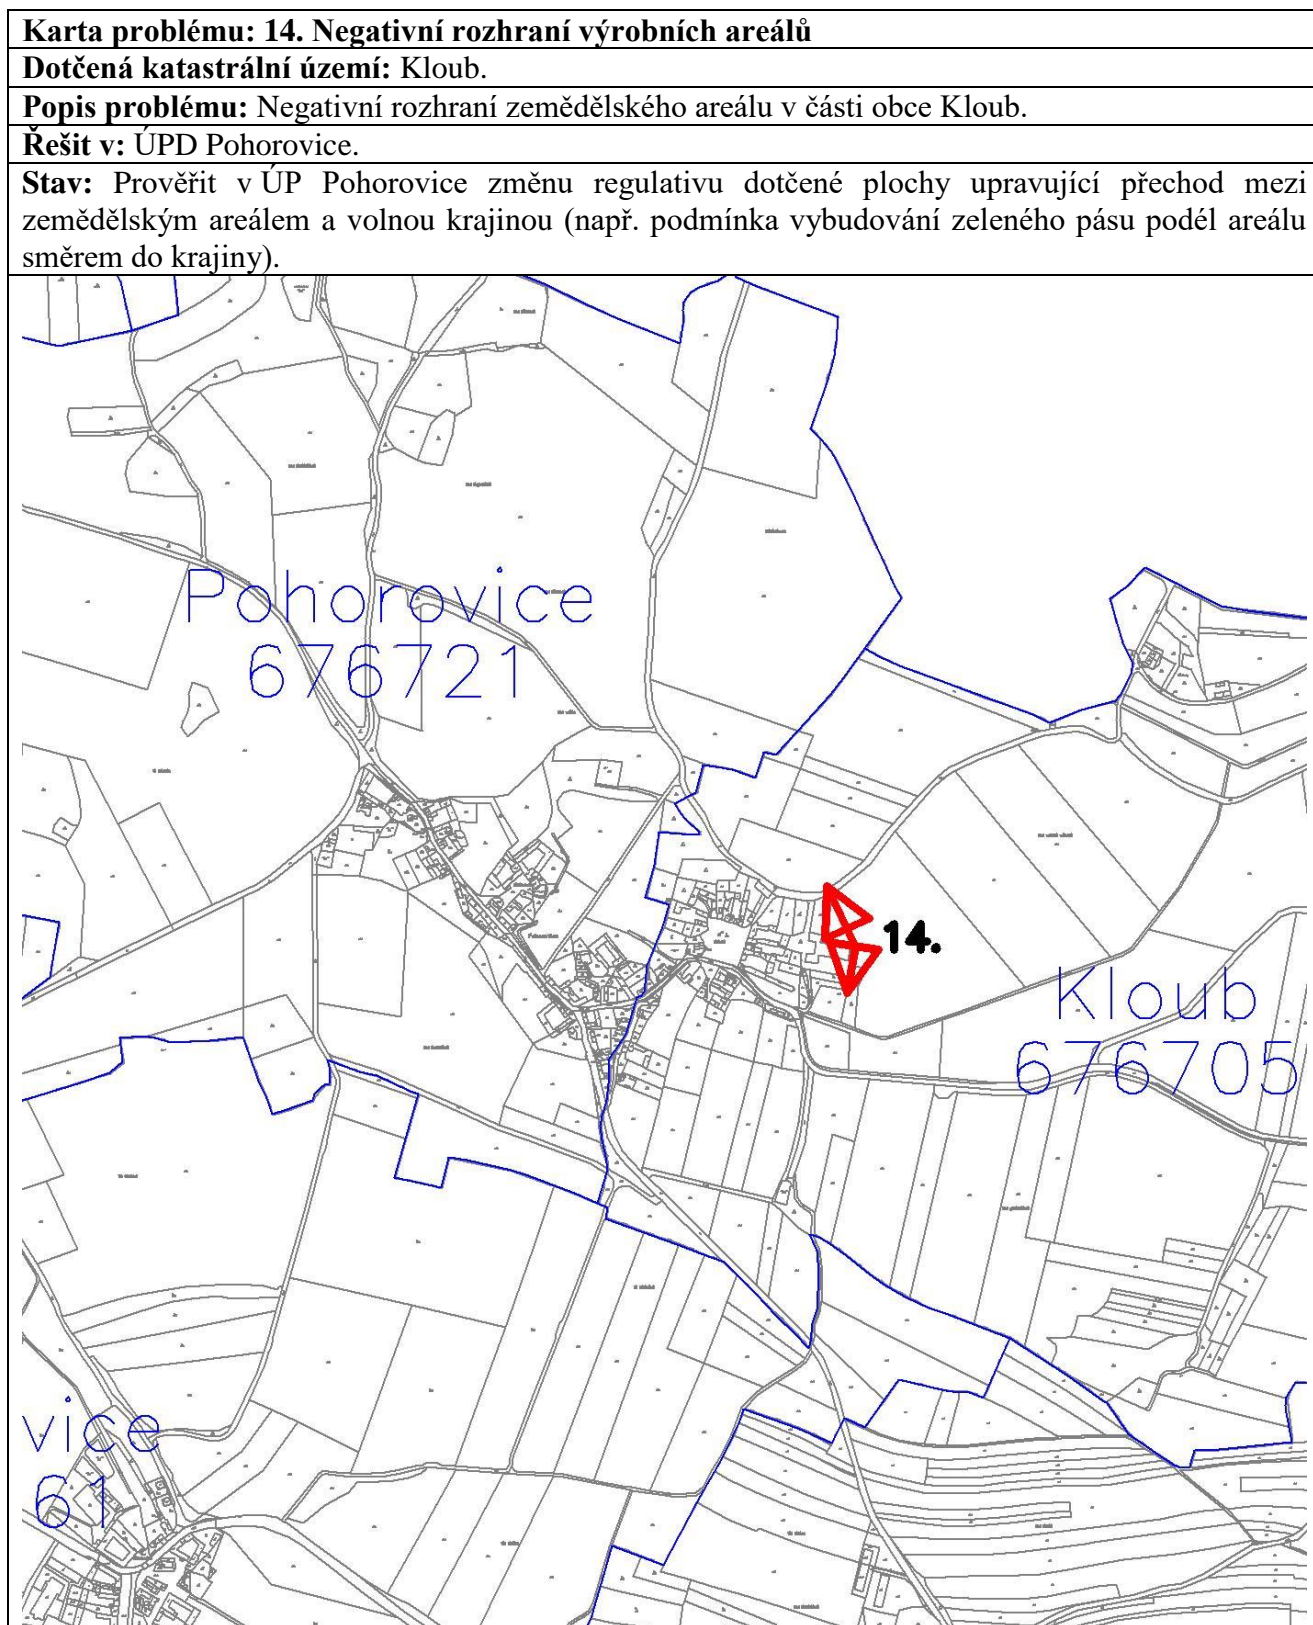 Karta problému: 14. Negativní rozhraní výrobních areálů
Dotčená katastrální území: Kloub.
Popis problému: Negativní rozhraní zemědělského areálu v části obce Kloub.
Řešit v: ÚPD Pohorovice.
Stav: Prověřit v ÚP Pohorovice změnu regulativu dotčené plochy upravující přechod mezi
zemědělským areálem a volnou krajinou (např. podmínka vybudování zeleného pásu podél areálu
směrem do krajiny).
Pohorovice
676721
14.
Kloub
676705
vice
61